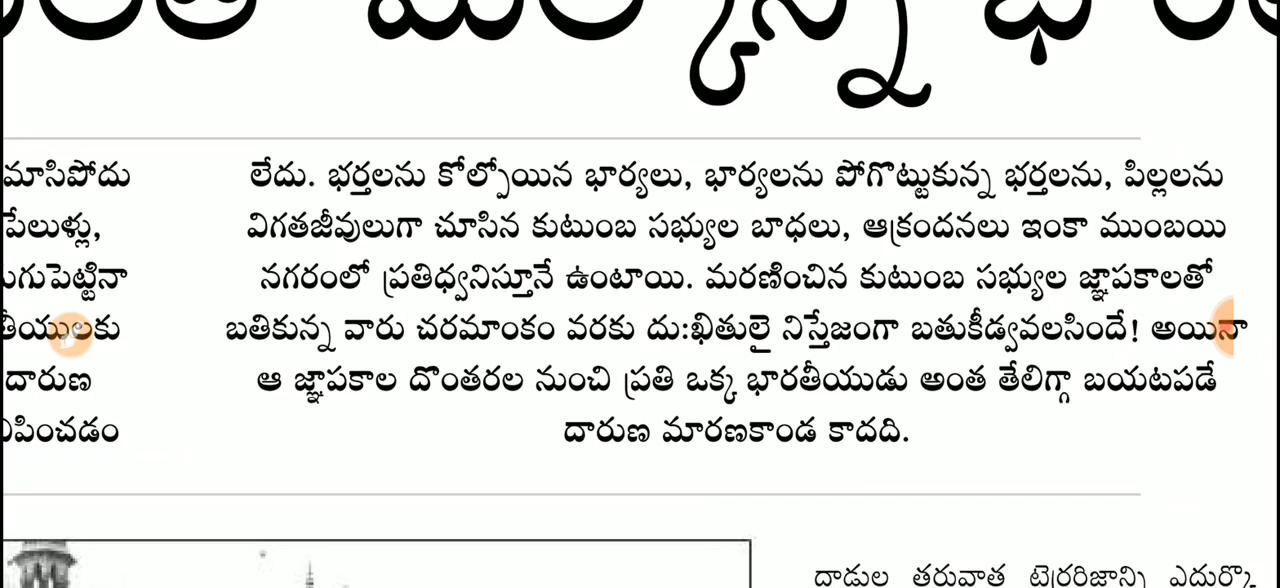 మాసిపోదు
పేలుళ్లు,
దారుణ
లేదు. భర్తలను కోల్పోయిన భార్యలు, భార్యలను పోగొట్టుకున్న భర్తలను, పిల్లలను
విగతజీవులుగా చూసిన కుటుంబ సభ్యుల బాధలు, ఆక్రందనలు ఇంకా ముంబయి
నగరంలో ప్రతిధ్వనిస్తూనే ఉంటాయి. మరణించిన కుటుంబ సభ్యుల జ్ఞాపకాలతో
బతికున్న వారు చరమాంకం వరకు దు:ఖితులై నిస్తేజంగా బతుకీడ్వవలసిందే! అయినా
ఆ జ్ఞాపకాల దొంతరల నుంచి ప్రతి ఒక్క భారతీయుడు అంత తేలిగ్గా బయటపడే
దారుణ మారణకాండ కాదది.
దాడుల తరువాత టెర్రరిజాన్ని